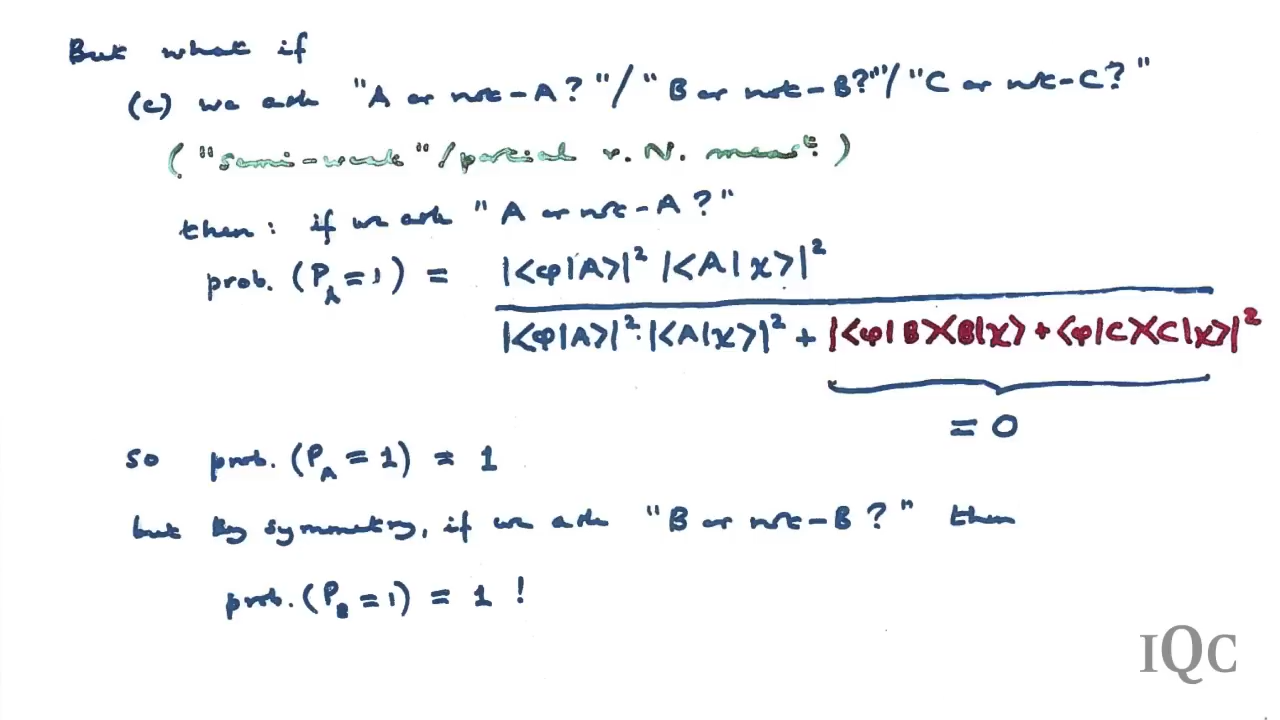 But what if
(c) we ask "A or not-A?"/"B or not-B?"/"C or not-C?"
("semi-weak"/partial v. N. meast.)
then: if we ask "A or not-A?"
prob. (P_A = 1) = |<φ|A>|² |<A|χ>|²
|<φ|A>|²·|<A|χ>|² + |<φ|B><B|χ> + <φ|C><C|χ>|²
= 0
so prob. (P_A = 1) = 1
but by symmetry, if we ask "B or not-B?" then
prob. (P_B = 1) = 1 !
IQC